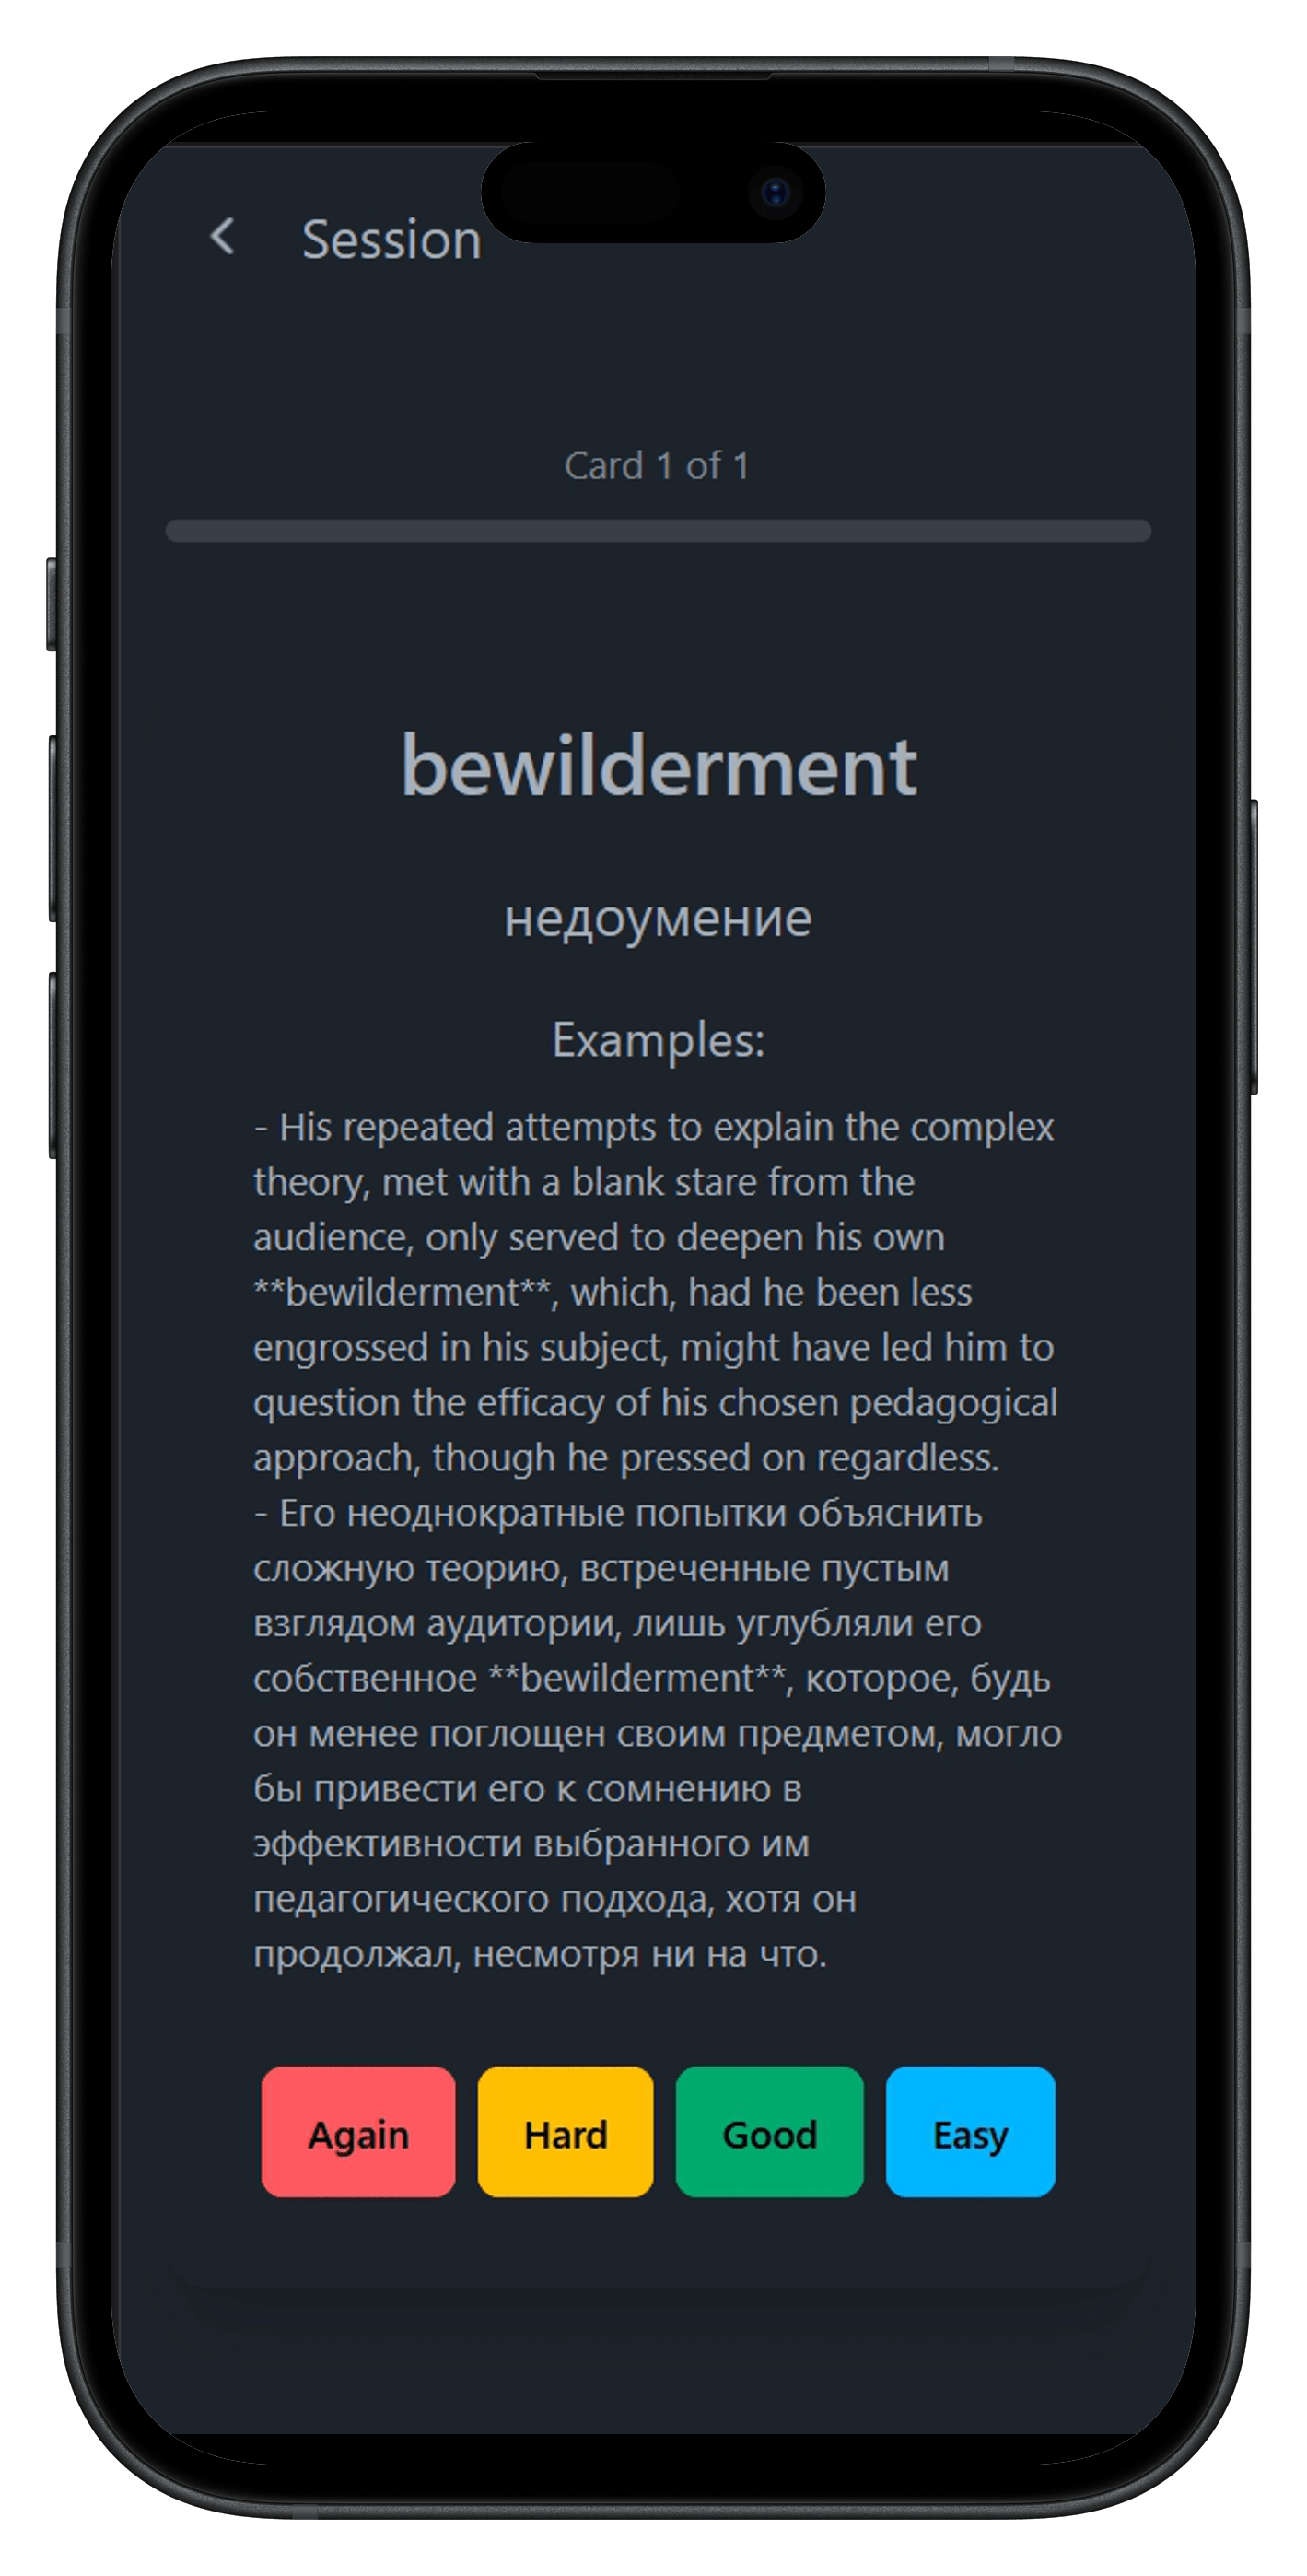 Session
Card 1 of 1
bewilderment
недоумение
Examples:
- His repeated attempts to explain the complex
theory, met with a blank stare from the
audience, only served to deepen his own
**bewilderment**, which, had he been less
engrossed in his subject, might have led him to
question the efficacy of his chosen pedagogical
approach, though he pressed on regardless.
- Его неоднократные попытки объяснить
сложную теорию, встреченные пустым
взглядом аудитории, лишь углубляли его
собственное **bewilderment**, которое, будь
он менее поглощен своим предметом, могло
бы привести его к сомнению в
эффективности выбранного им
педагогического подхода, хотя он
продолжал, несмотря ни на что.
Again Hard Good Easy